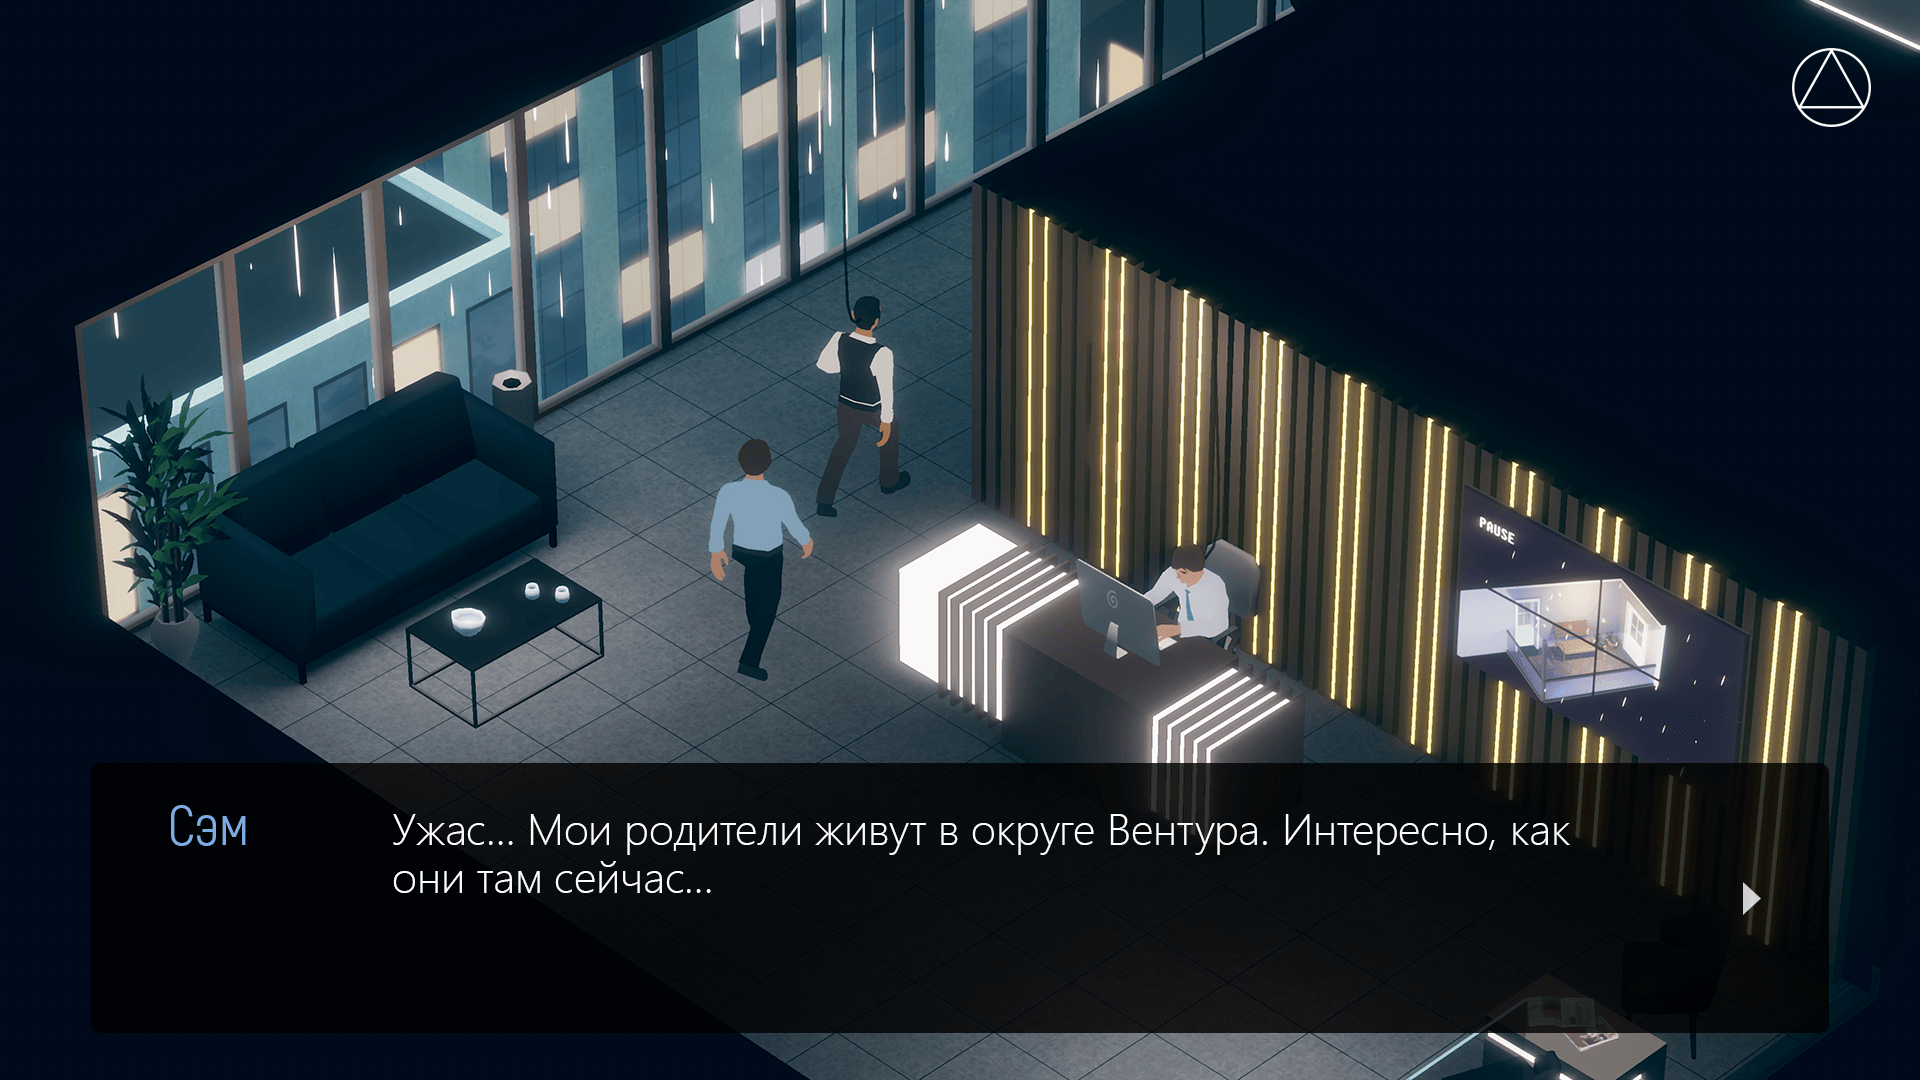 PAUSE
Сэм
Ужас... Мои родители живут в округе Вентура. Интересно, как
они там сейчас...